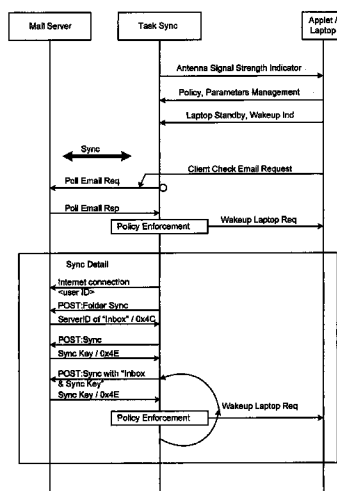 Mail Server
Task Sync
Applet /
Laptop
Antenna Signal Strength Indicator
Policy, Parameters Management
Laptop Standby, Wakeup Ind
Sync
Client Check Email Request
Poll Email Req
Poll Email Rsp
Policy Enforcement
Wakeup Laptop Req
Sync Detail
Internet connection
<user ID>
POST:Folder Sync
ServerID of "Inbox" / 0x4C
POST:Sync
Sync Key / 0x4E
POST:Sync with "Inbox
& Sync Key"
Sync Key / 0x4E
Wakeup Laptop Req
Policy Enforcement